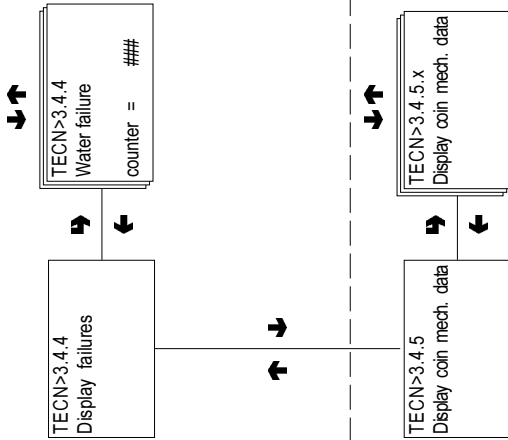 TECN>3.4.4
Display failures
TECN>3.4.4
Water failure
counter = ###
TECN>3.4.5
Display coin mech. data
TECN>3.4.5.x
Display coin mech. data